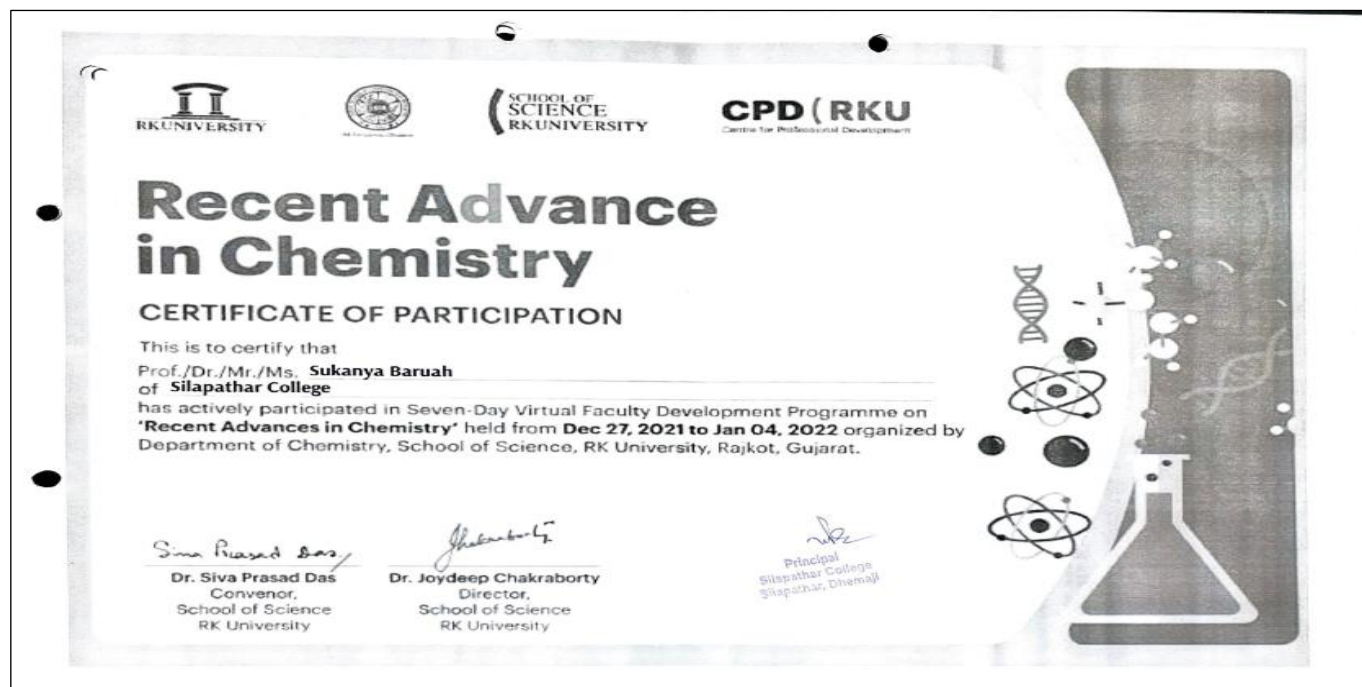 RKUNIVERSITY
SCHOOL OF
SCIENCE
RKUNIVERSITY
CPD(RKU
Centre for Professional Development
Recent Advance
in Chemistry
CERTIFICATE OF PARTICIPATION
This is to certify that
Prof./Dr./Mr./Ms. Sukanya Baruah
of Silapathar College
has actively participated in Seven-Day Virtual Faculty Development Programme on
'Recent Advances in Chemistry' held from Dec 27, 2021 to Jan 04, 2022 organized by
Department of Chemistry, School of Science, RK University, Rajkot, Gujarat.
Siva Prasad Das
Dr. Siva Prasad Das
Convenor,
School of Science
RK University
Dr. Joydeep Chakraborty
Director,
School of Science
RK University
Principal
Silapathar College
Silapathar, Dhemaji